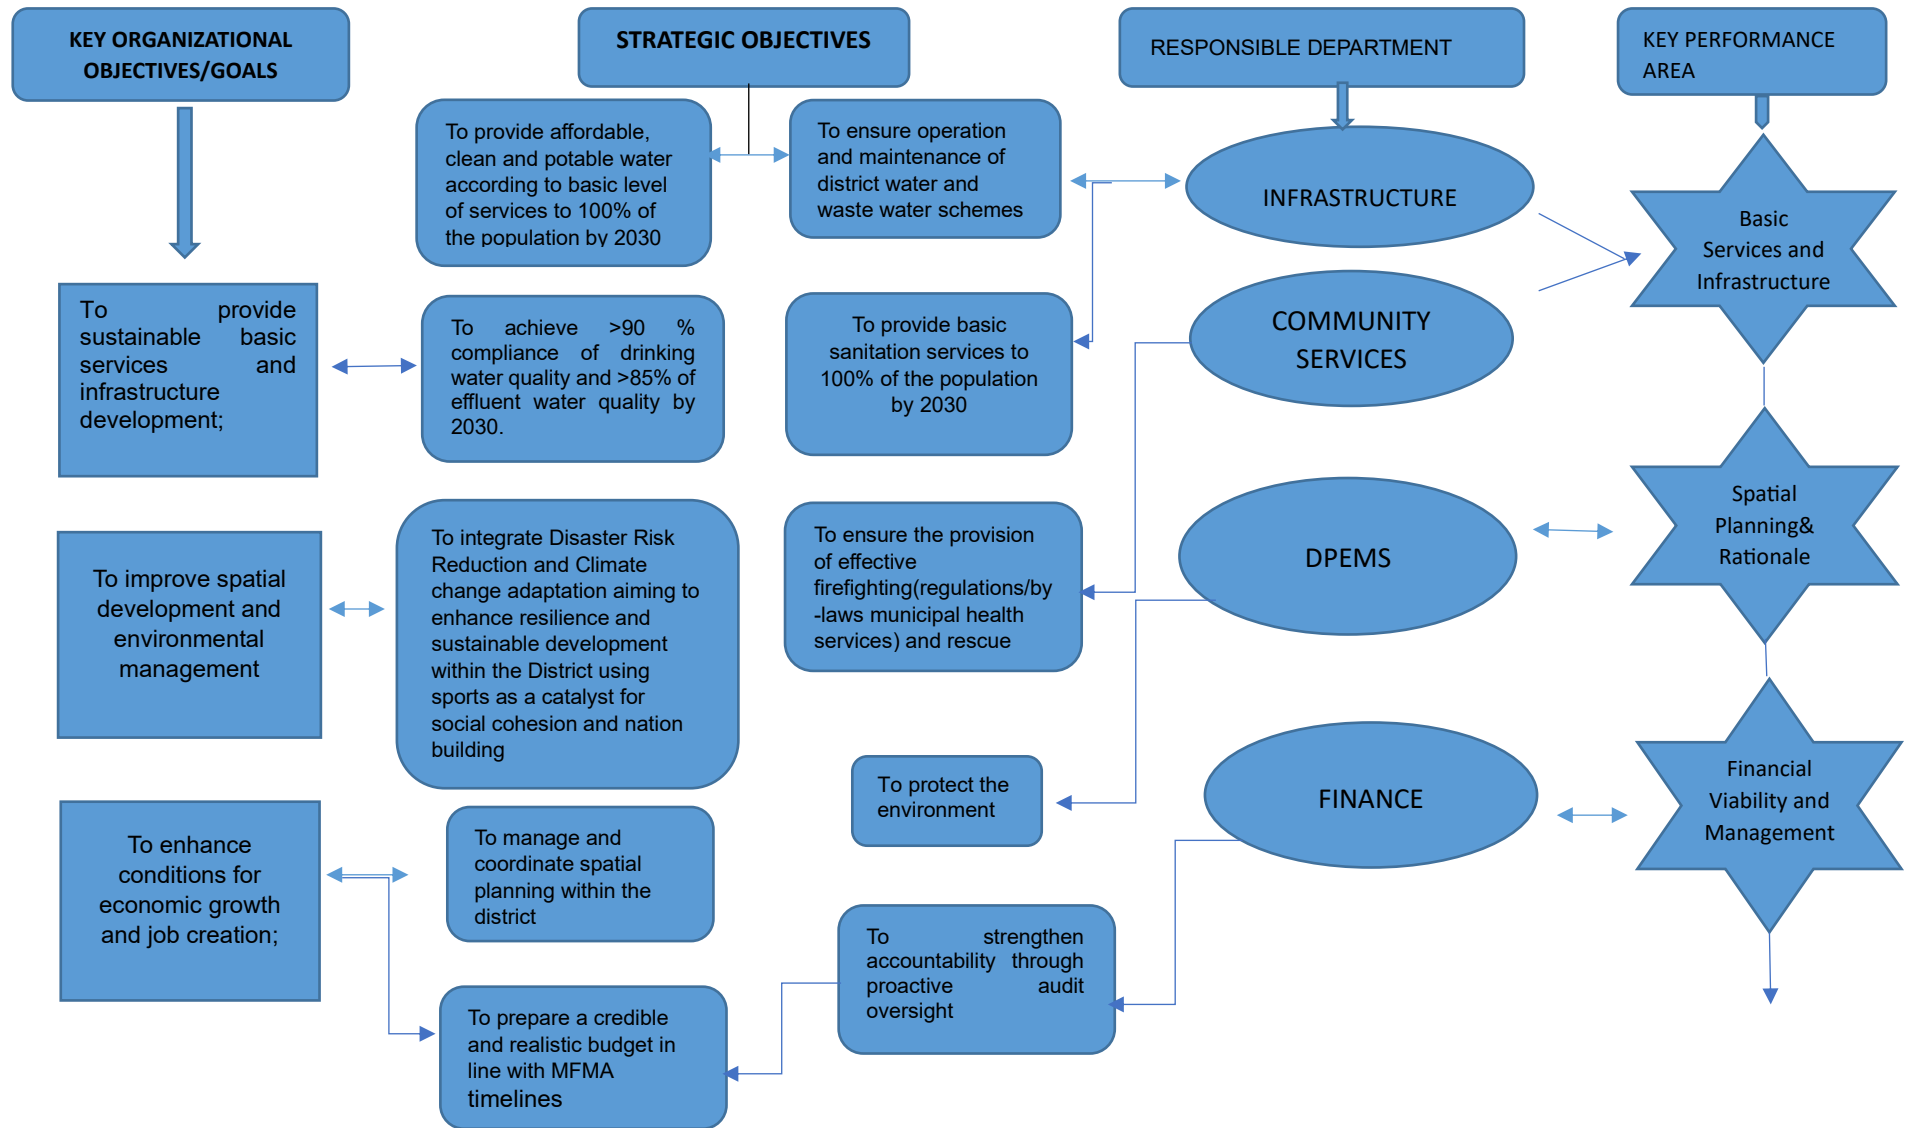 KEY ORGANIZATIONAL
OBJECTIVES/GOALS
STRATEGIC OBJECTIVES
RESPONSIBLE DEPARTMENT
KEY PERFORMANCE
AREA
To provide affordable,
clean and potable water
according to basic level
of services to 100% of
the population by 2030
To ensure operation
and maintenance of
district water and
waste water schemes
INFRASTRUCTURE
Basic
Services and
Infrastructure
To provide
sustainable basic
services and
infrastructure
development;
To achieve >90 %
compliance of drinking
water quality and >85% of
effluent water quality by
2030.
To provide basic
sanitation services to
100% of the population
by 2030
COMMUNITY
SERVICES
To improve spatial
development and
environmental
management
To integrate Disaster Risk
Reduction and Climate
change adaptation aiming to
enhance resilience and
sustainable development
within the District using
sports as a catalyst for
social cohesion and nation
building
To ensure the provision
of effective
firefighting(regulations/by
-laws municipal health
services) and rescue
DPEMS
Spatial
Planning&
Rationale
To protect the
environment
FINANCE
Financial
Viability and
Management
To enhance
conditions for
economic growth
and job creation;
To manage and
coordinate spatial
planning within the
district
To strengthen
accountability through
proactive audit
oversight
To prepare a credible
and realistic budget in
line with MFMA
timelines